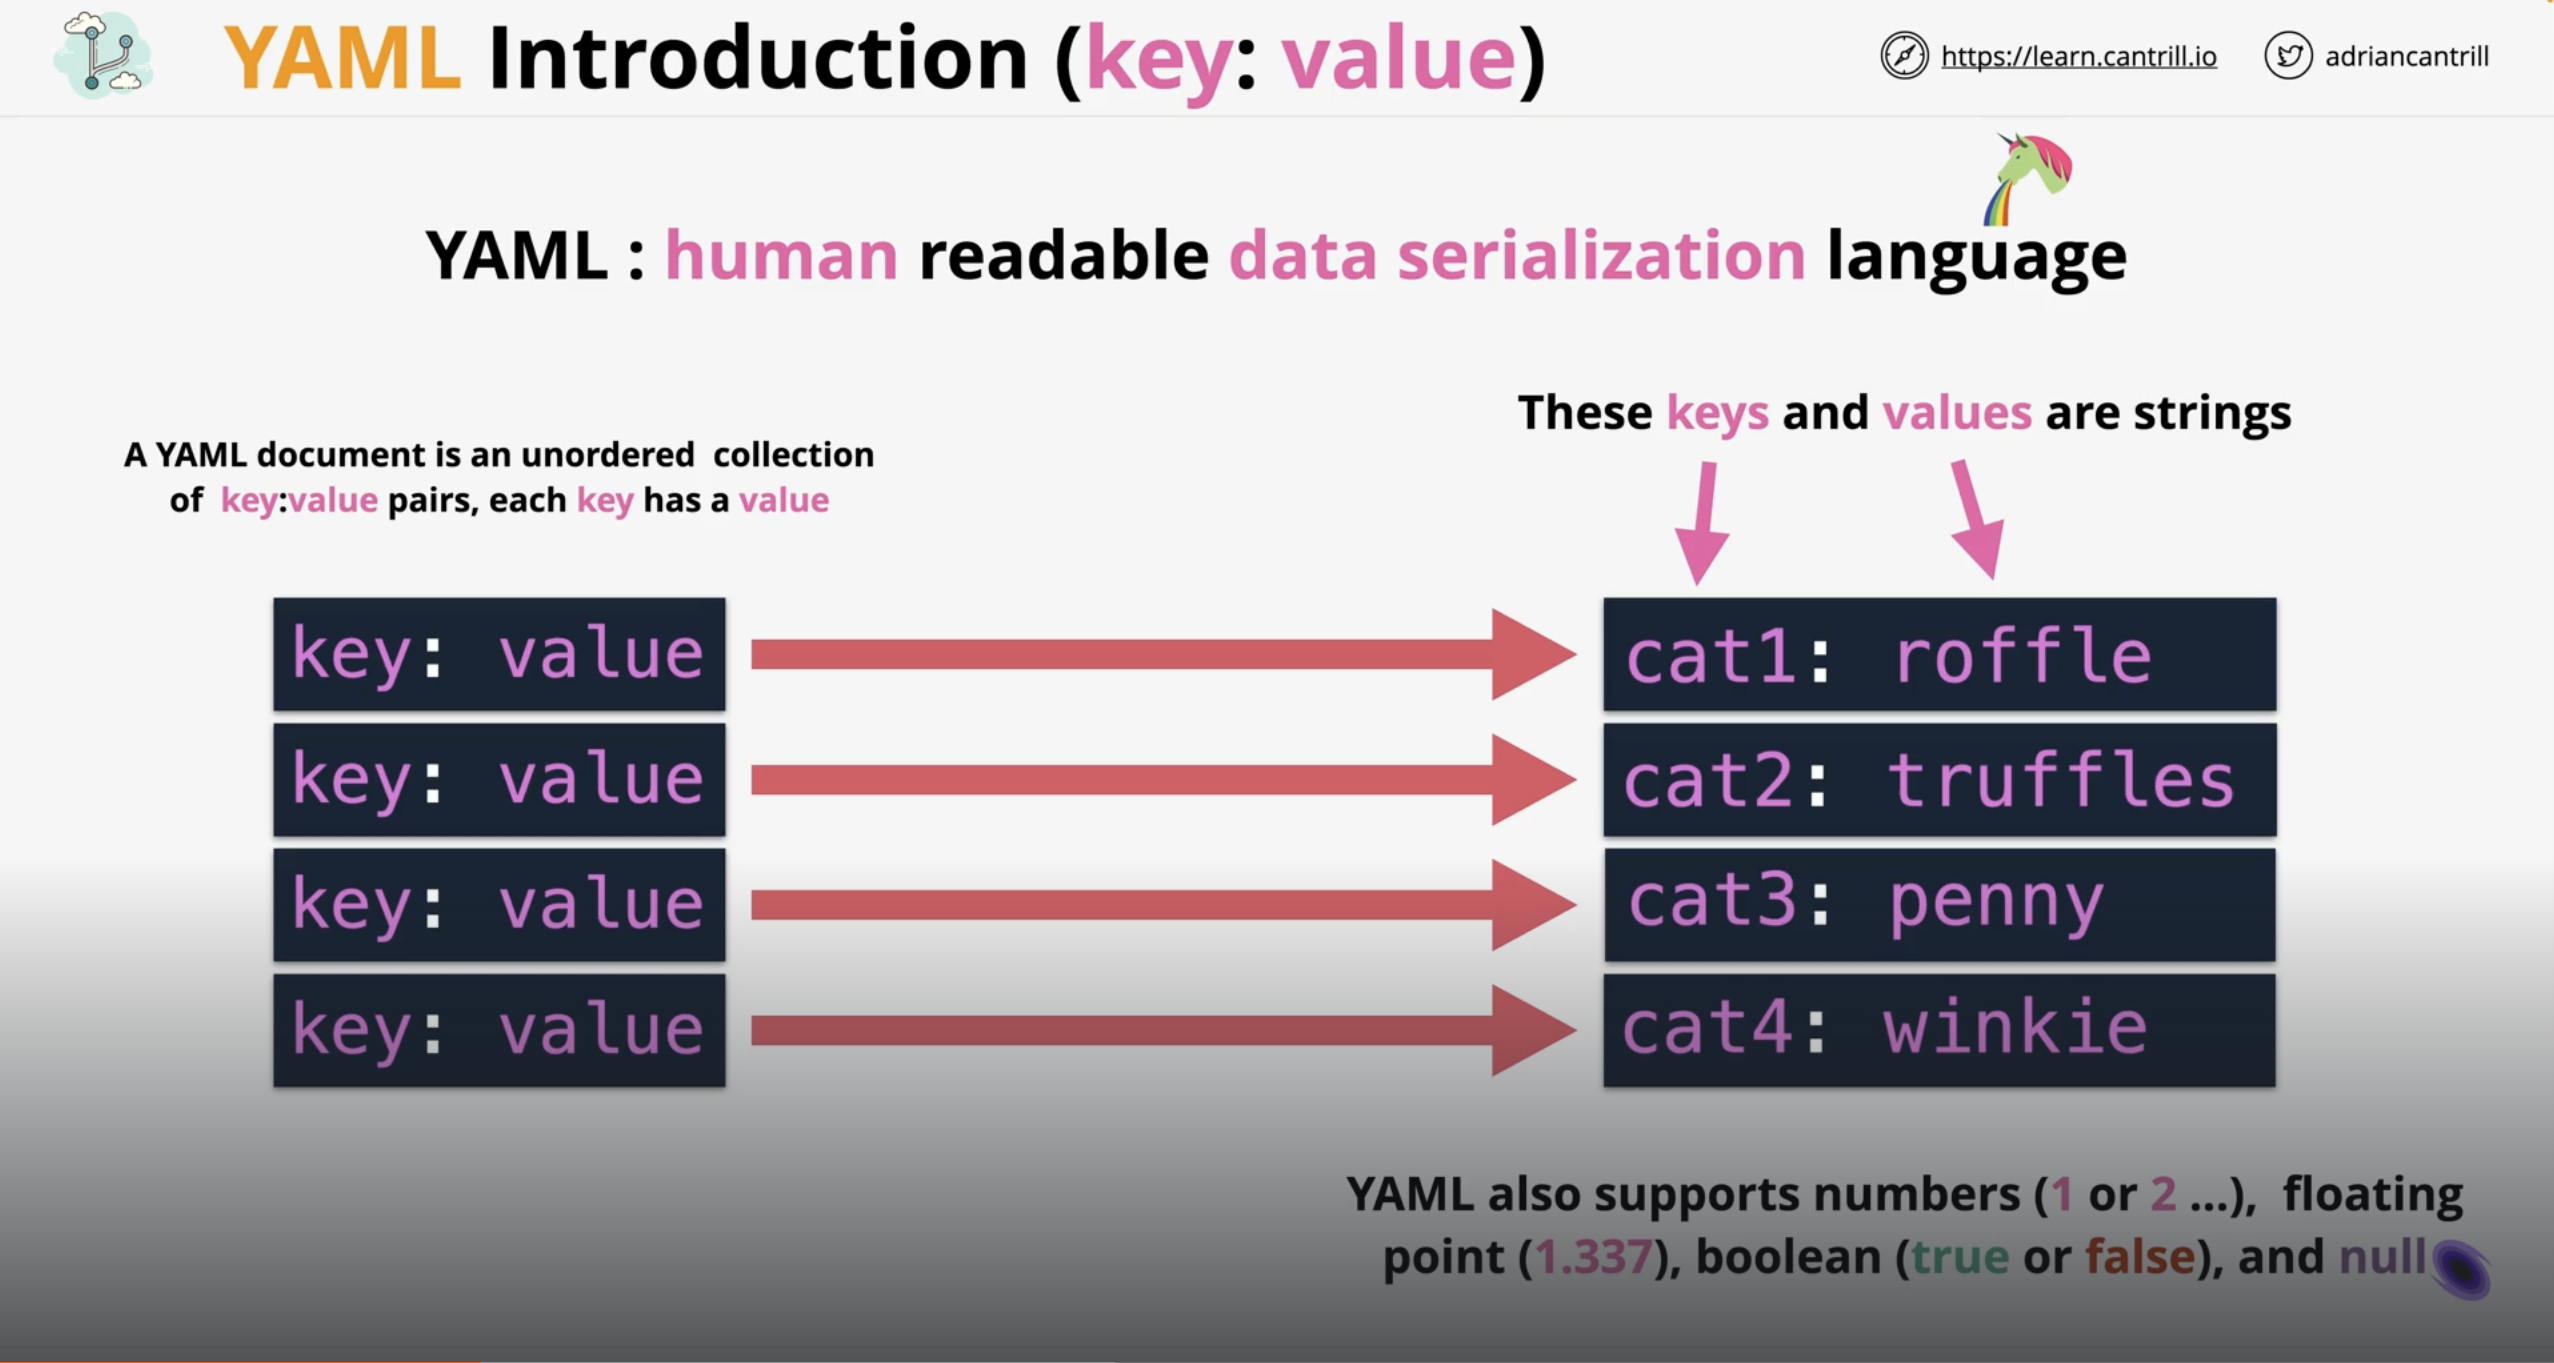 YAML Introduction (key: value)
https://learn.cantrill.io
adriancantrill
YAML : human readable data serialization language
A YAML document is an unordered collection
of key:value pairs, each key has a value
These keys and values are strings
key: value
cat1: roffle
key: value
cat2: truffles
key: value
cat3: penny
key: value
cat4: winkie
YAML also supports numbers (1 or 2 ...), floating
point (1.337), boolean (true or false), and null